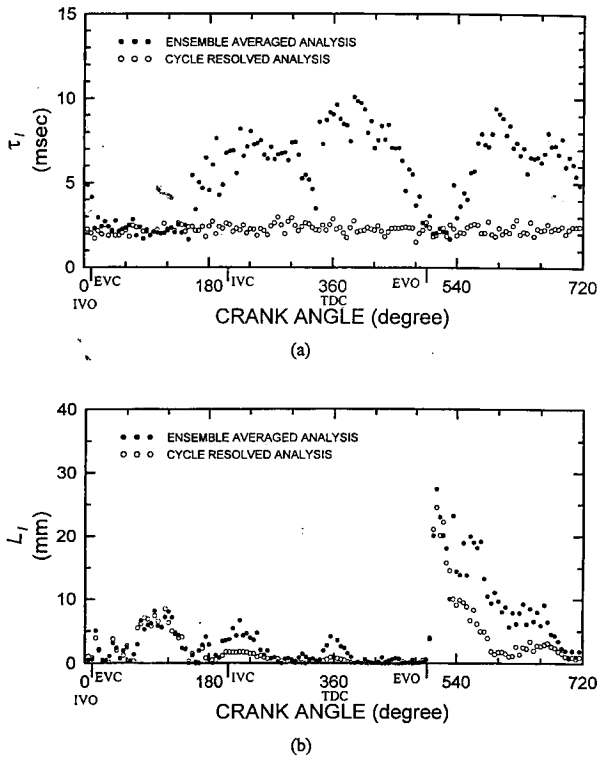 15
ENSEMBLE AVERAGED ANALYSIS
CYCLE RESOLVED ANALYSIS
10
τI
(msec)
5
0
0 EVC 180 IVC 360 EVO 540 720
IVO TDC
CRANK ANGLE (degree)
(a)
40
ENSEMBLE AVERAGED ANALYSIS
CYCLE RESOLVED ANALYSIS
30
LI
(mm)
20
10
0
0 EVC 180 IVC 360 EVO 540 720
IVO TDC
CRANK ANGLE (degree)
(b)